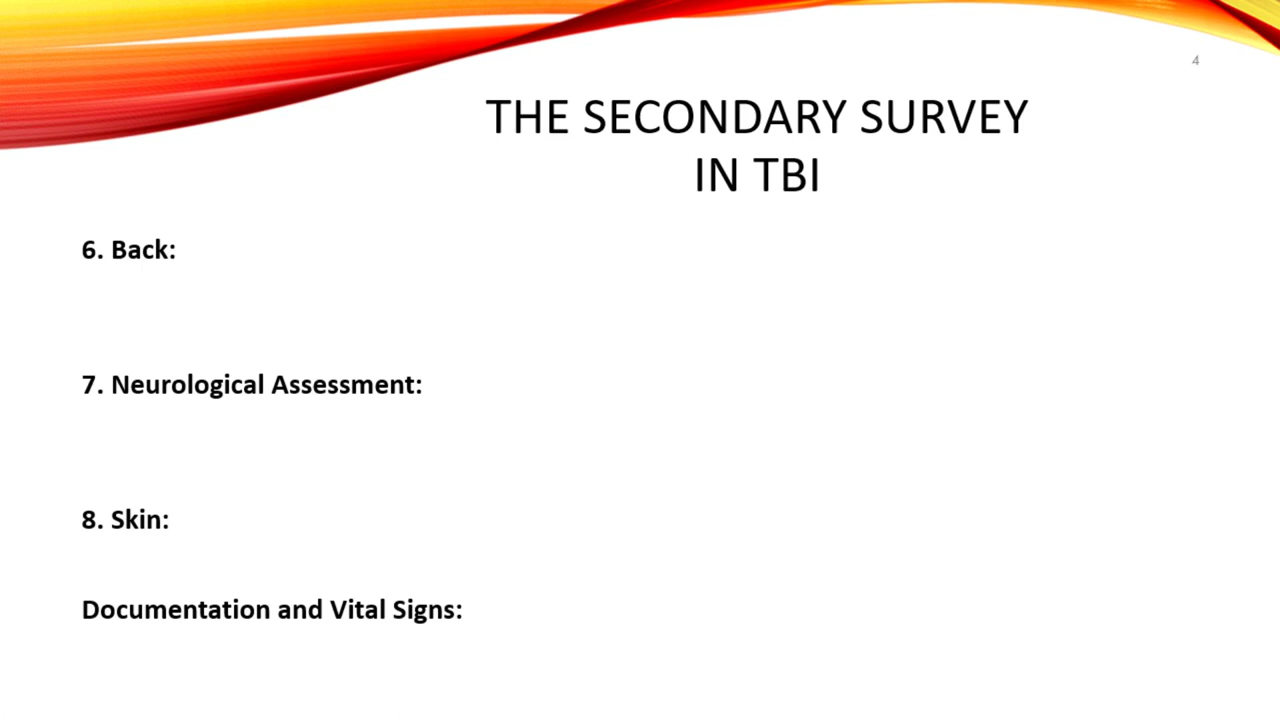 4
THE SECONDARY SURVEY
IN TBI
6. Back:
7. Neurological Assessment:
8. Skin:
Documentation and Vital Signs: